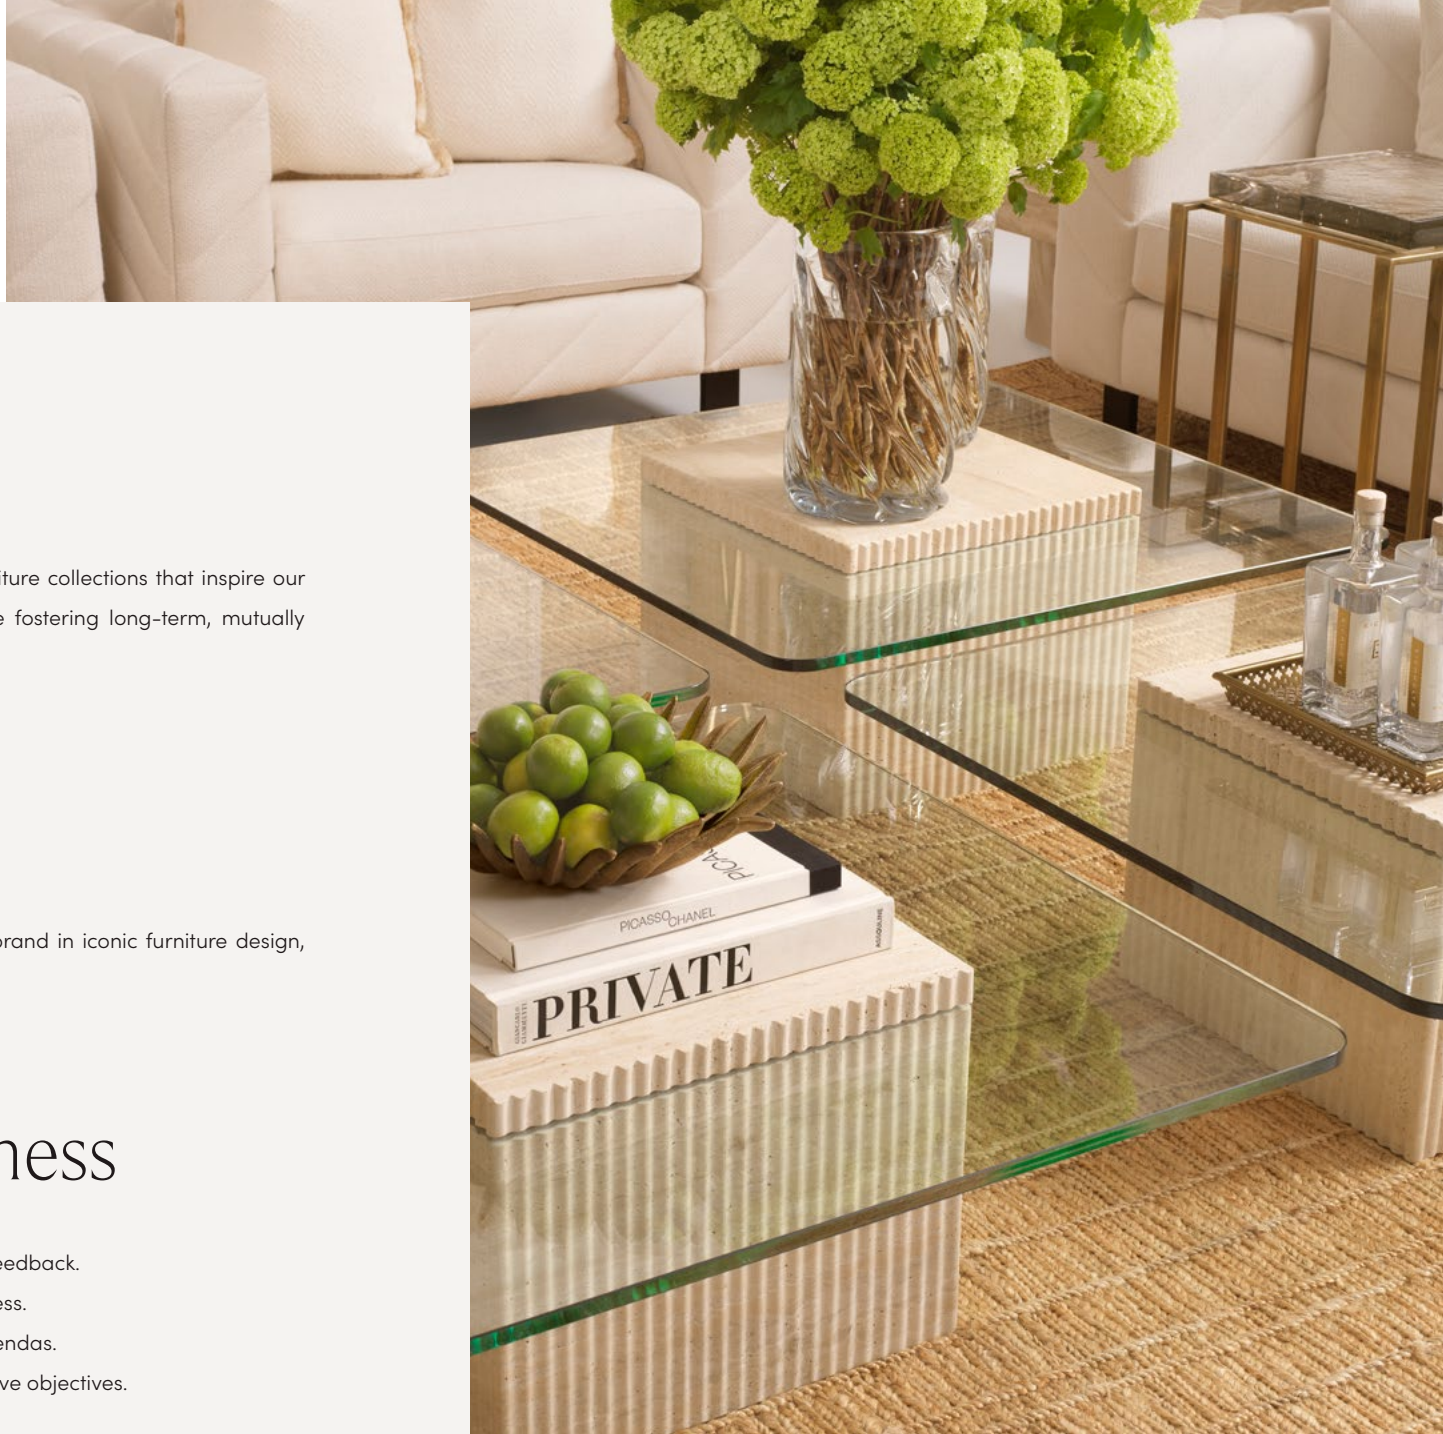 iture collections that inspire our
fostering long-term, mutually
brand in iconic furniture design,
ness
eedback.
ess.
endas.
ve objectives.
PICASSO CHANEL
ASSOULINE
PRIVATE